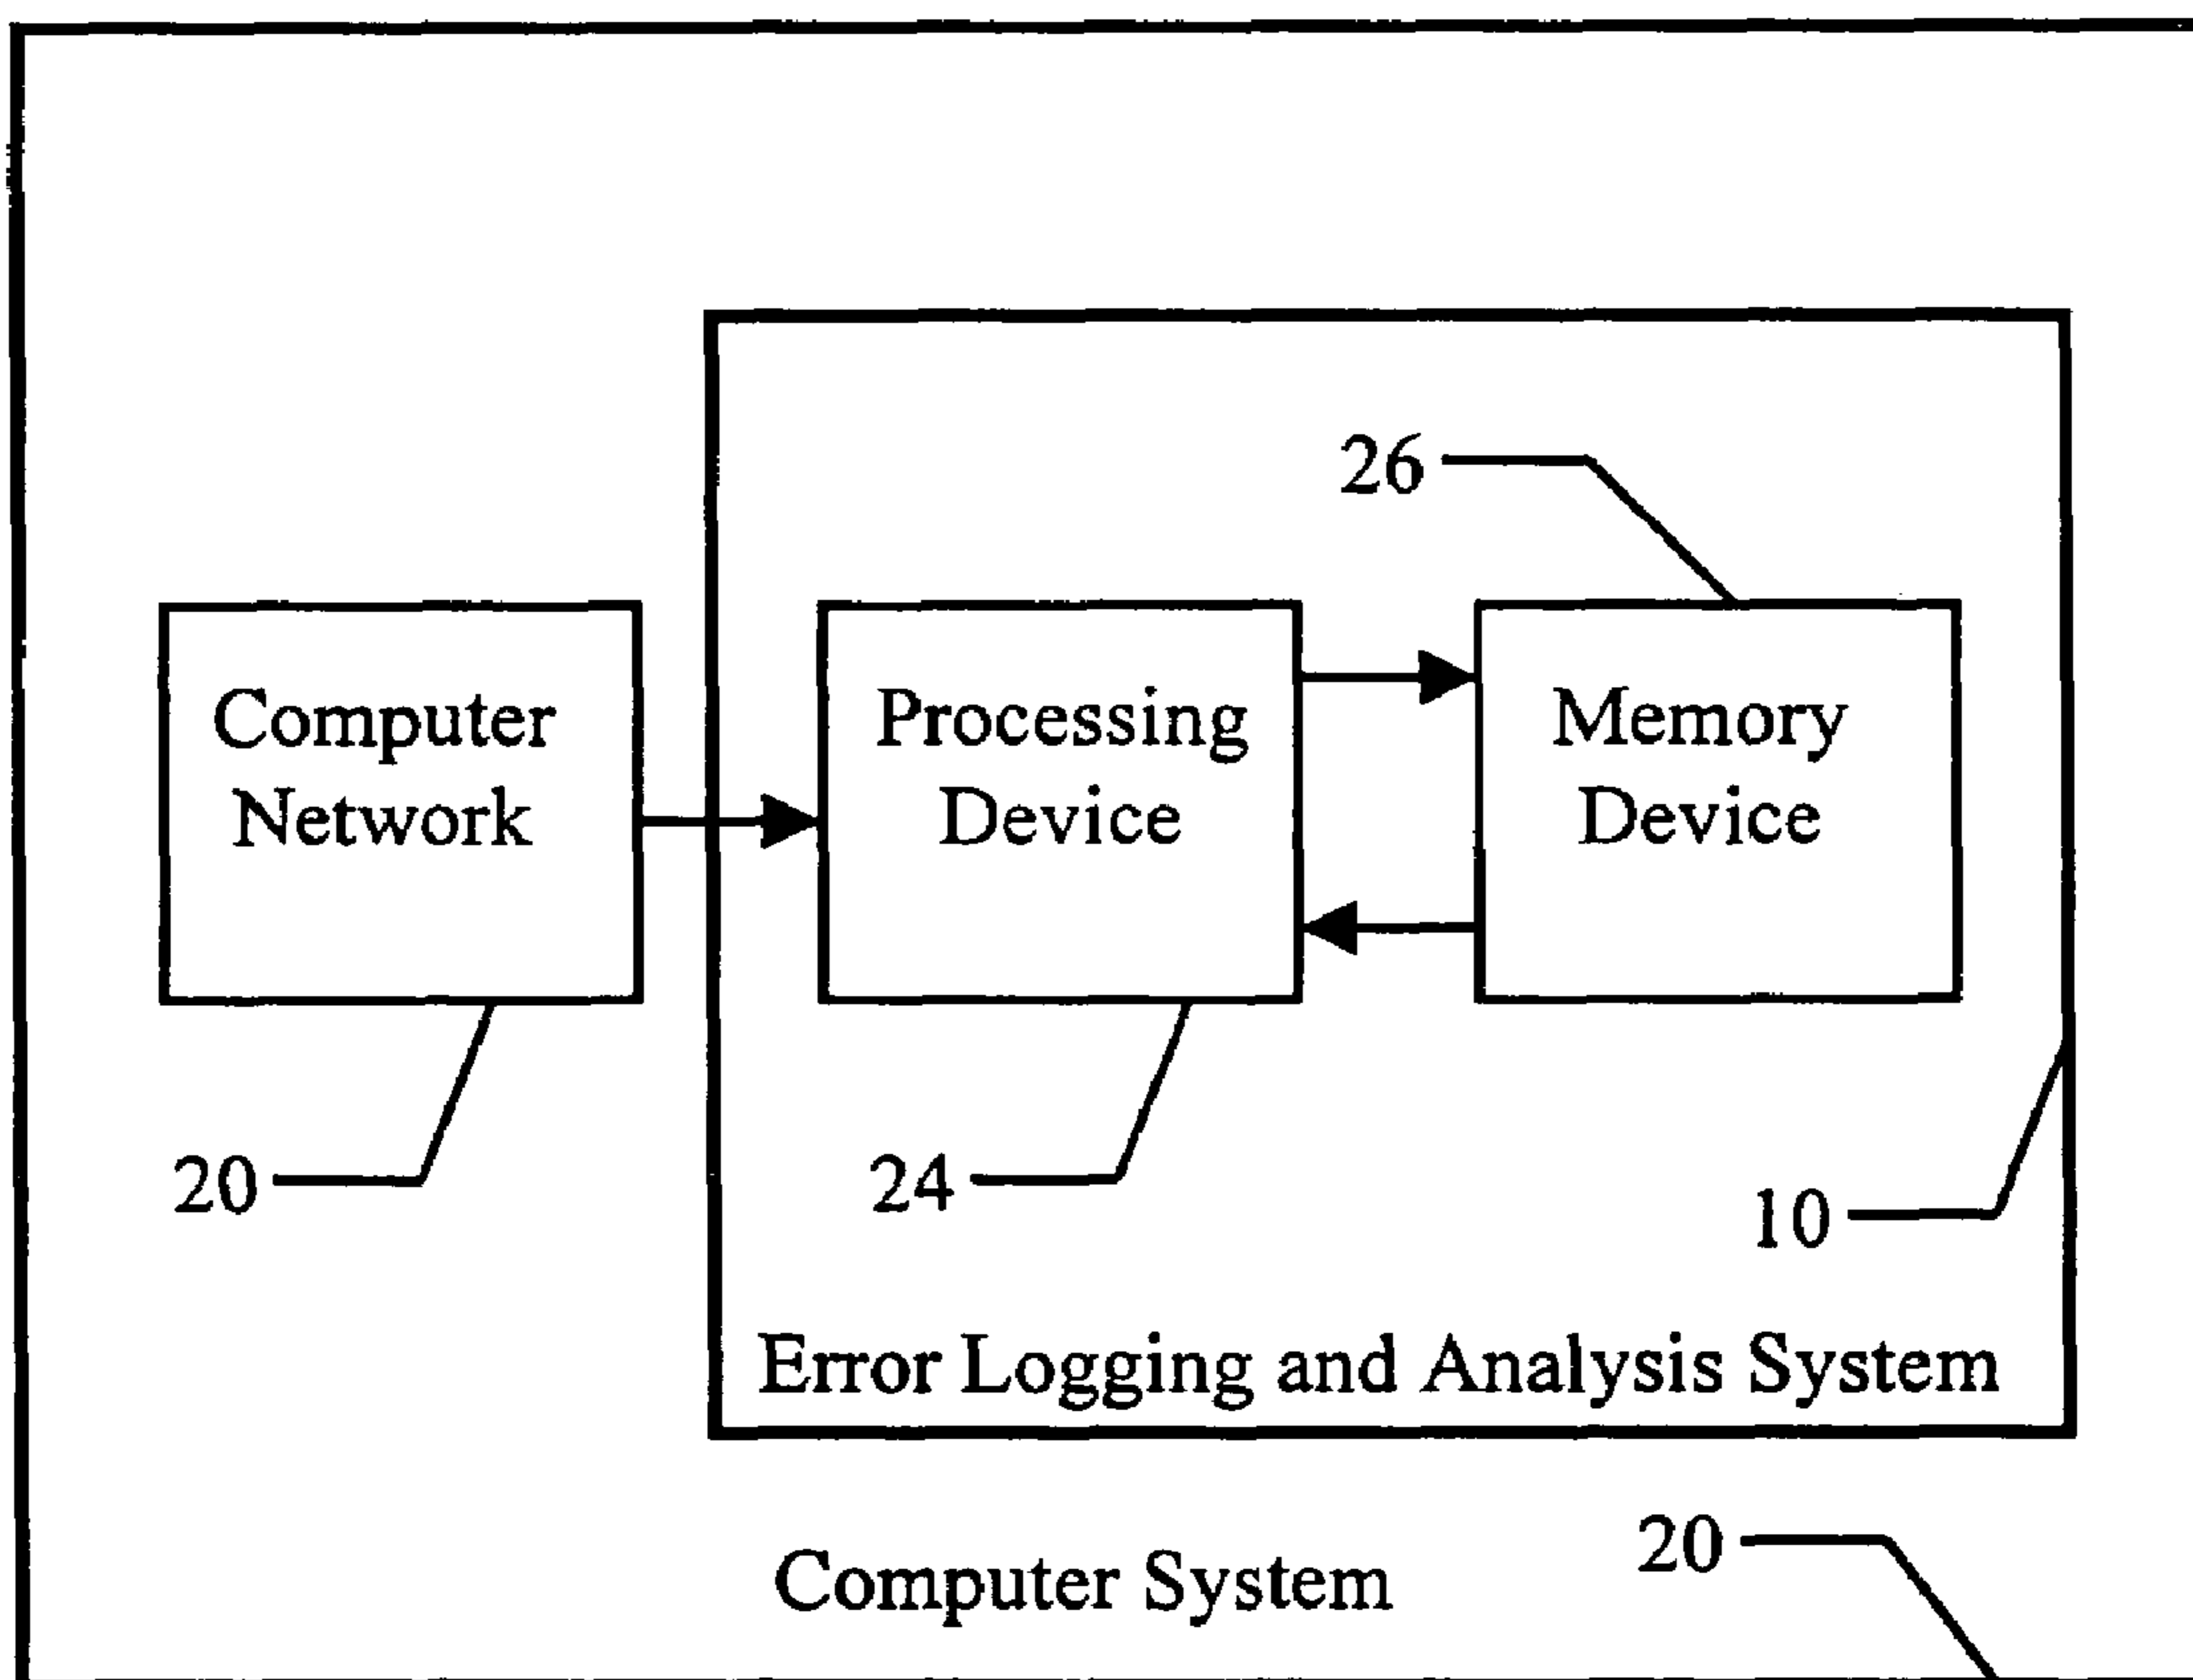 26
Computer
Network
Processing
Device
Memory
Device
20
24
10
Error Logging and Analysis System
20
Computer System